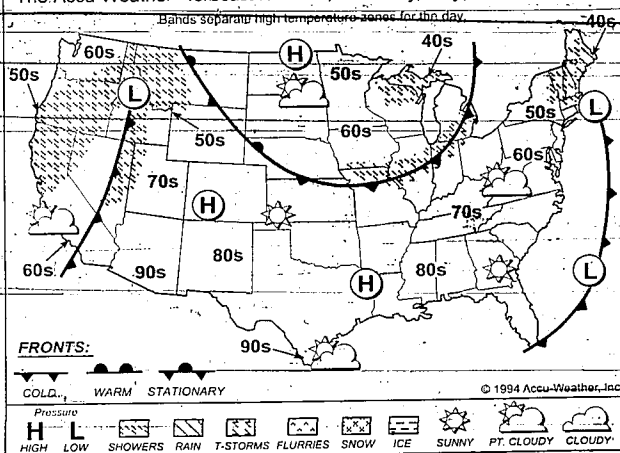 The Accu-Weather
Bands separate high temperature zones for the day.
40s
60s
H
40s
50s
50s
L
L
50s
60s
50s
60s
70s
H
70s
60s
90s
80s
H
80s
L
90s
FRONTS:
COLD WARM STATIONARY
© 1994 Accu-Weather, Inc
Pressure
H L
HIGH LOW SHOWERS RAIN T-STORMS FLURRIES SNOW ICE SUNNY PT. CLOUDY CLOUDY